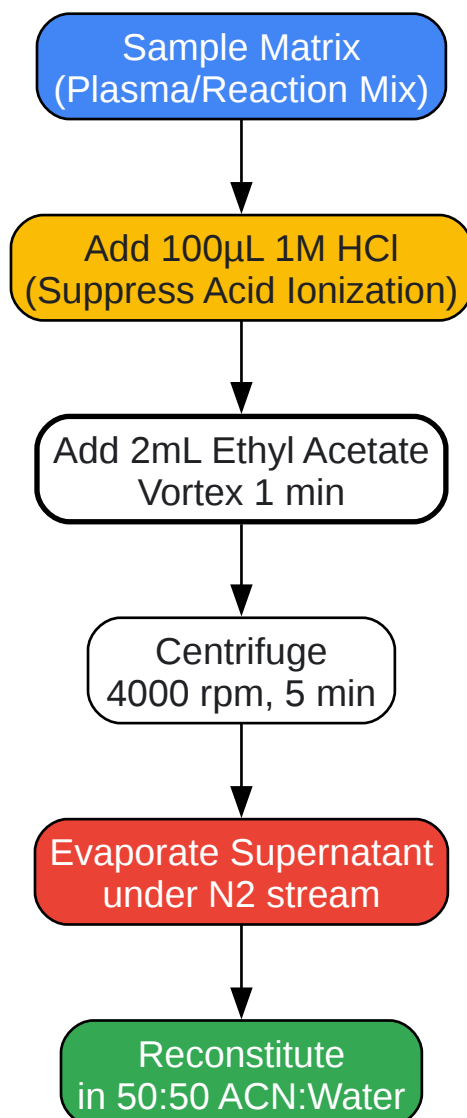 Sample Matrix
(Plasma/Reaction Mix)
Add 100µL 1M HCl
(Suppress Acid Ionization)
Add 2mL Ethyl Acetate
Vortex 1 min
Centrifuge
4000 rpm, 5 min
Evaporate Supernatant
under N2 stream
Reconstitute
in 50:50 ACN:Water